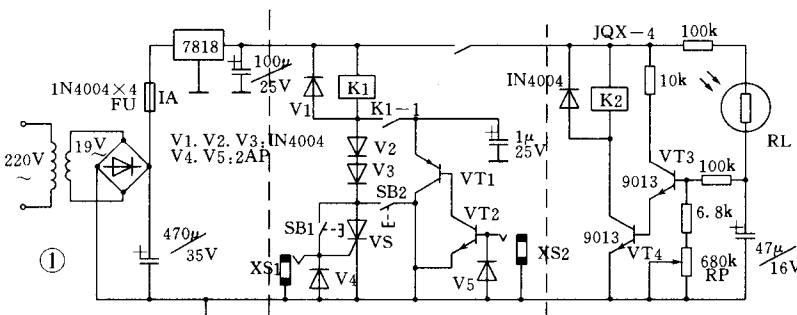 7818
100μ
25V
1N4004×4
FU
1A
19V
~
220V
~
470μ
35V
①
V1. V2. V3:IN4004
V4. V5:2AP
V1
K1
K1-1
V2
V3
SB2
SB1
VS
XS1
V4
VT1
VT2
V5
XS2
1μ
25V
JQX-4
IN4004
K2
10k
100k
RL
VT3
9013
100k
6.8k
9013
VT4
680k
RP
47μ
16V